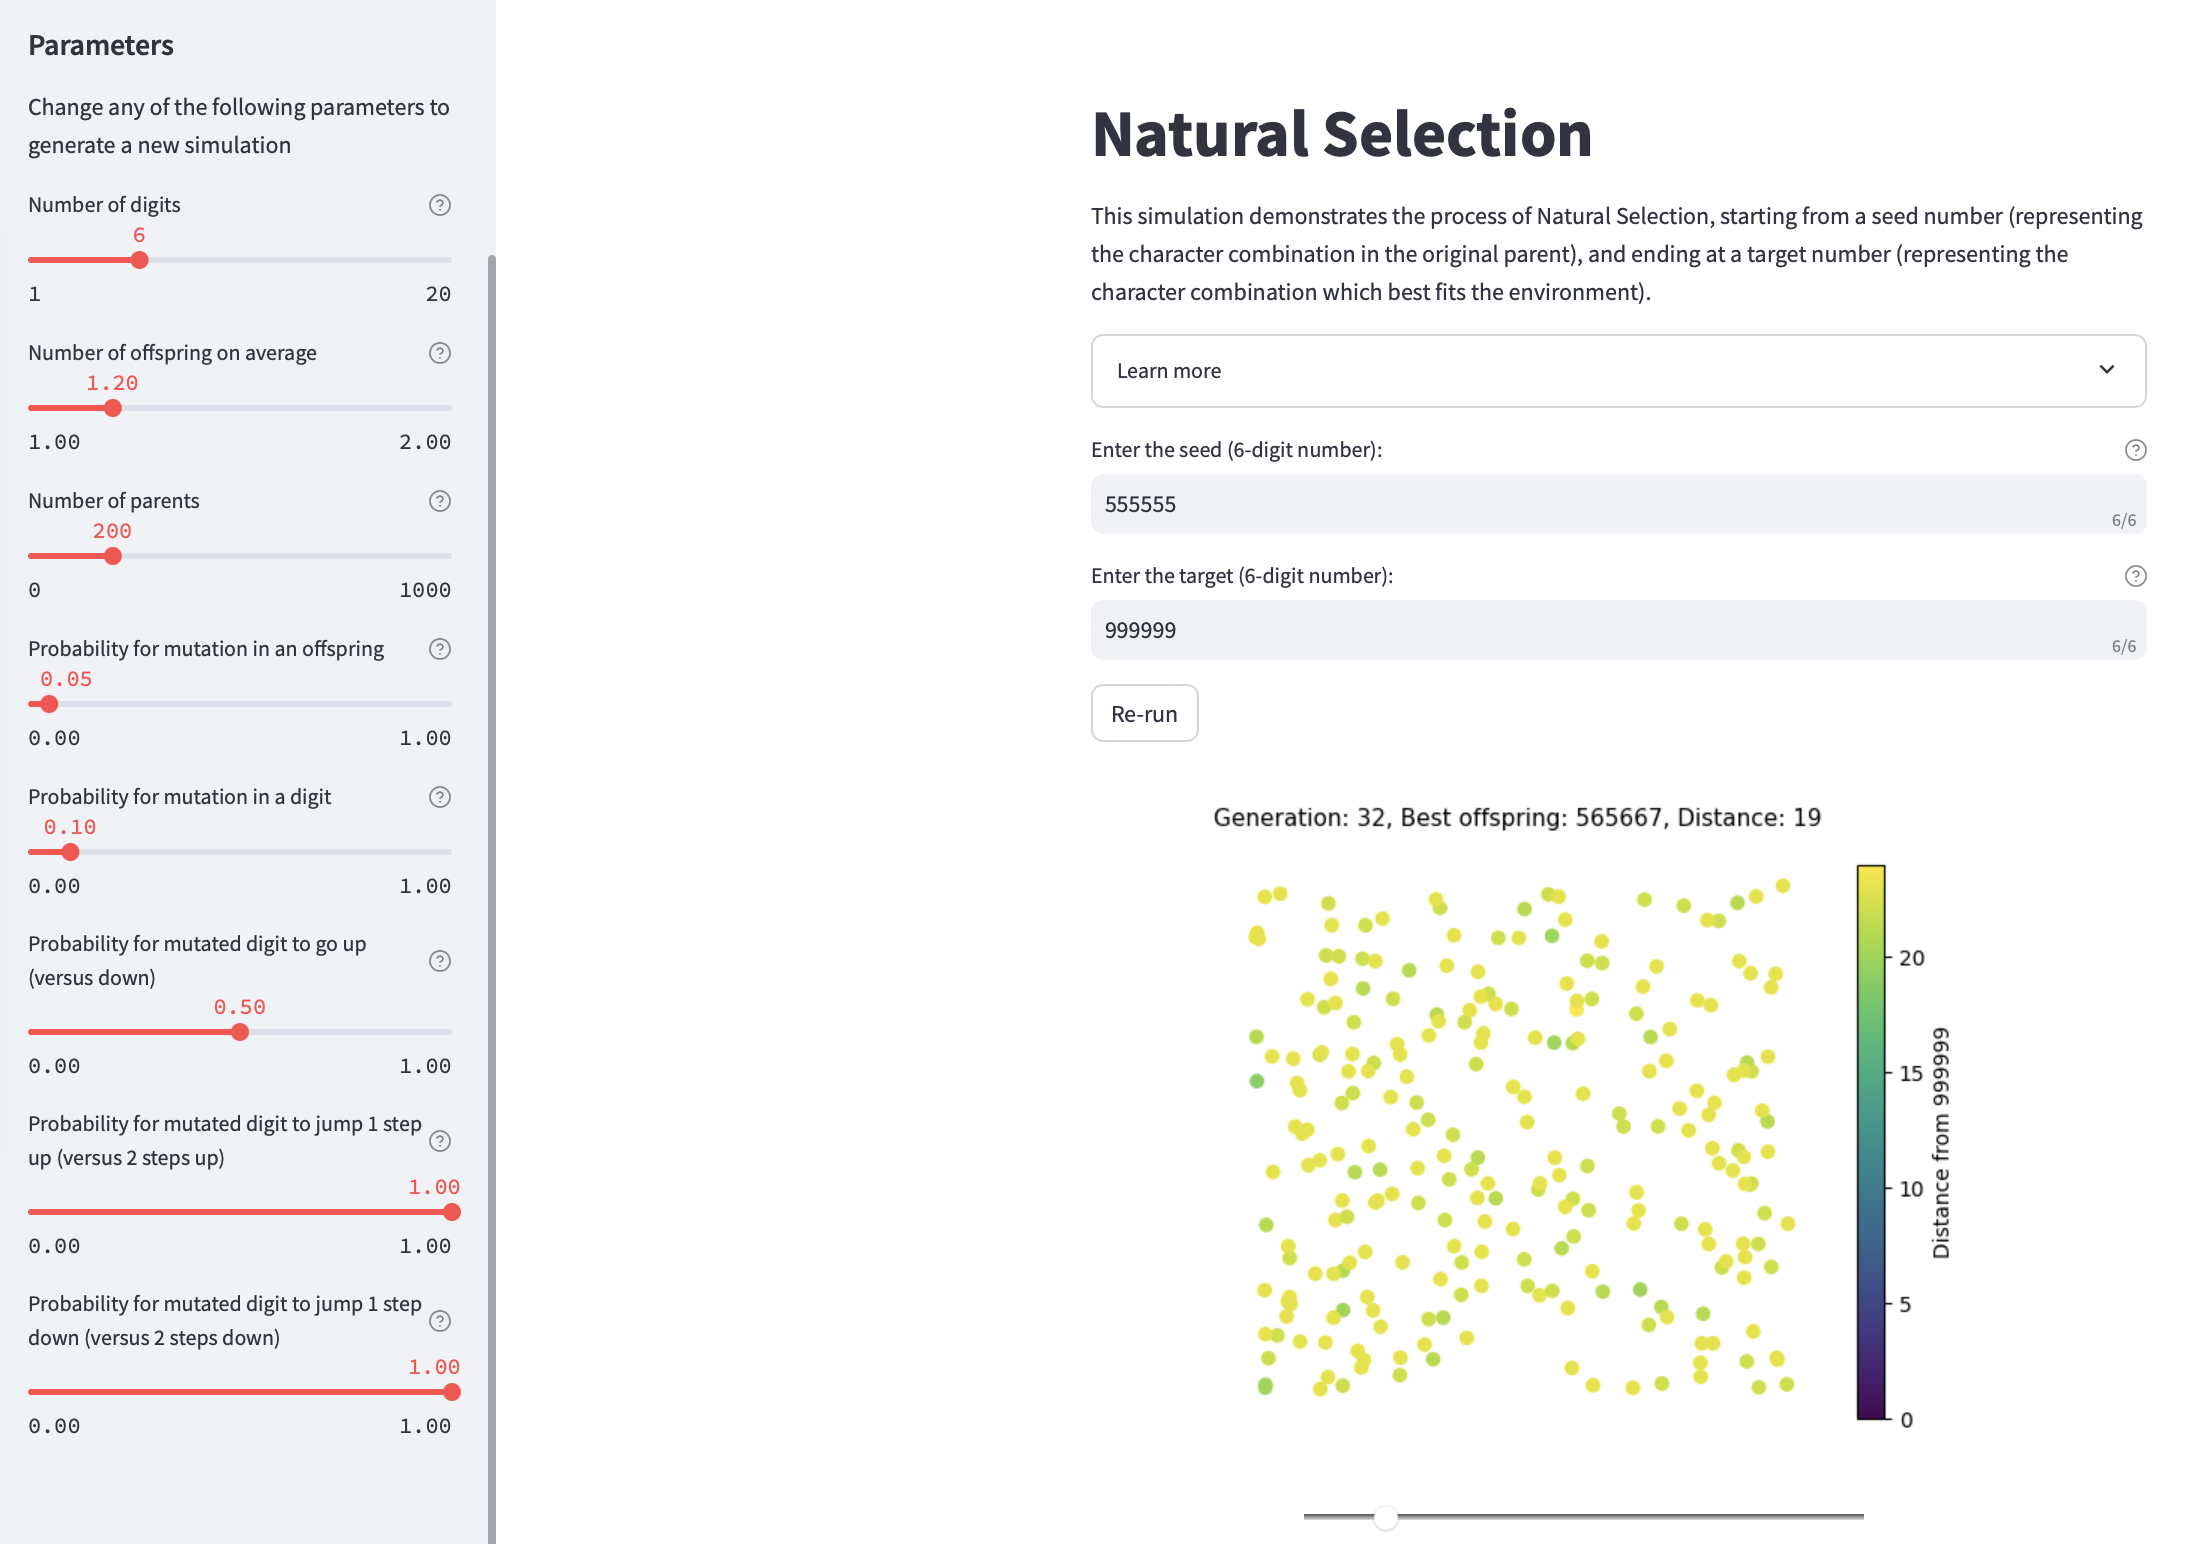 Parameters
Change any of the following parameters to
generate a new simulation
Number of digits
6
1 20
Number of offspring on average
1.20
1.00 2.00
Number of parents
200
0 1000
Probability for mutation in an offspring
0.05
0.00 1.00
Probability for mutation in a digit
0.10
0.00 1.00
Probability for mutated digit to go up
(versus down)
0.50
0.00 1.00
Probability for mutated digit to jump 1 step
up (versus 2 steps up)
1.00
0.00 1.00
Probability for mutated digit to jump 1 step
down (versus 2 steps down)
1.00
0.00 1.00
Natural Selection
This simulation demonstrates the process of Natural Selection, starting from a seed number (representing
the character combination in the original parent), and ending at a target number (representing the
character combination which best fits the environment).
Learn more
Enter the seed (6-digit number):
555555
6/6
Enter the target (6-digit number):
999999
6/6
Re-run
Generation: 32, Best offspring: 565667, Distance: 19
20
15
10
5
0
Distance from 999999